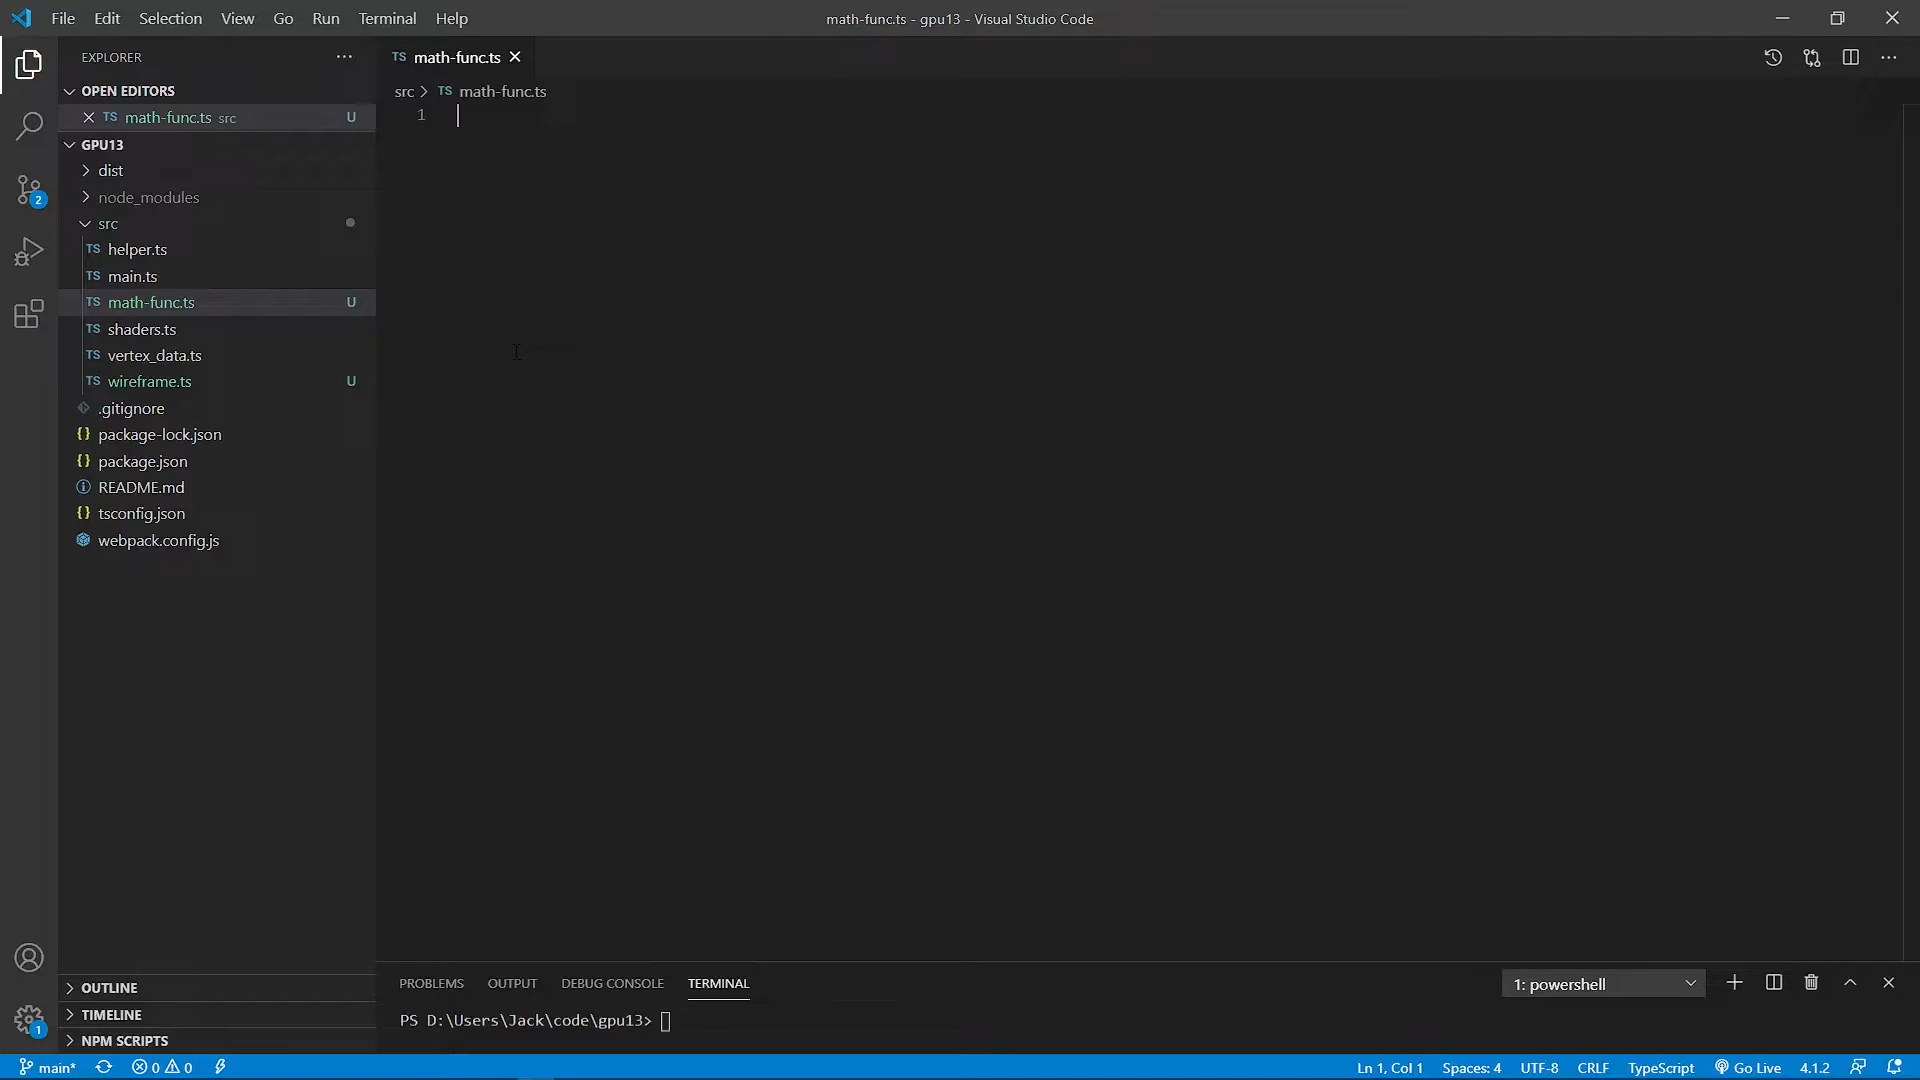 File Edit Selection View Go Run Terminal Help
math-func.ts - gpu13 - Visual Studio Code
EXPLORER
TS math-func.ts
OPEN EDITORS
TS math-func.ts src U
src > TS math-func.ts
1
GPU13
dist
node_modules
src
TS helper.ts
TS main.ts
TS math-func.ts U
TS shaders.ts
TS vertex_data.ts
TS wireframe.ts U
.gitignore
{} package-lock.json
{} package.json
README.md
{} tsconfig.json
webpack.config.js
2
OUTLINE
TIMELINE
NPM SCRIPTS
1
PROBLEMS OUTPUT DEBUG CONSOLE TERMINAL
1: powershell
PS D:\Users\Jack\code\gpu13>
main* 0 0
Ln 1, Col 1 Spaces: 4 UTF-8 CRLF TypeScript Go Live 4.1.2